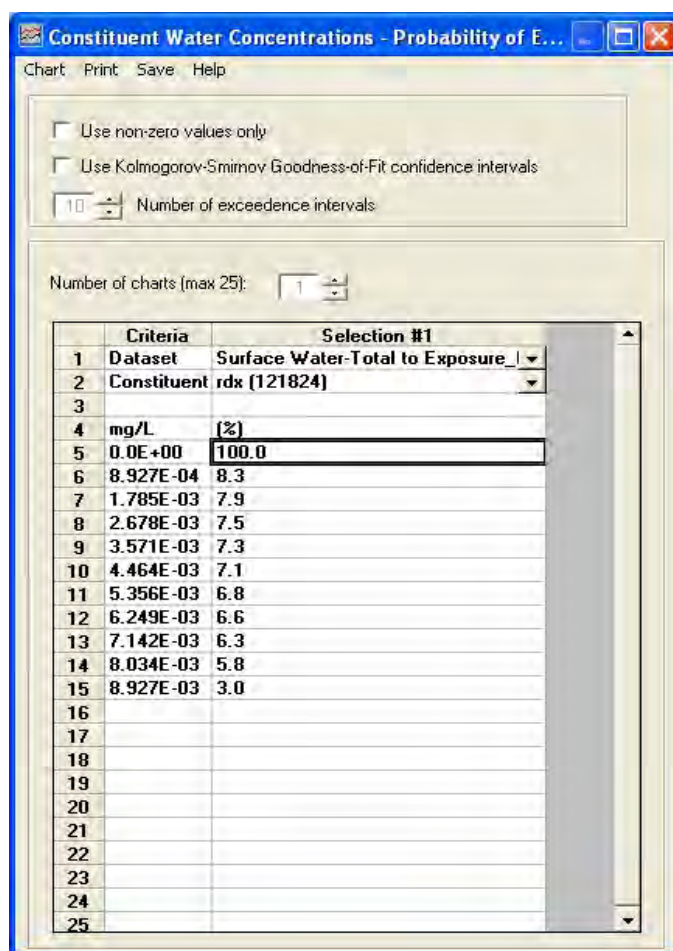 Constituent Water Concentrations - Probability of E...
Chart Print Save Help
Use non-zero values only
Use Kolmogorov-Smirnov Goodness-of-Fit confidence intervals
10 Number of exceedence intervals
Number of charts (max 25): 1
Criteria Selection #1
1 Dataset Surface Water-Total to Exposure_
2 Constituent rdx (121824)
3
4 mg/L (%)
5 0.0E+00 100.0
6 8.927E-04 8.3
7 1.785E-03 7.9
8 2.678E-03 7.5
9 3.571E-03 7.3
10 4.464E-03 7.1
11 5.356E-03 6.8
12 6.249E-03 6.6
13 7.142E-03 6.3
14 8.034E-03 5.8
15 8.927E-03 3.0
16
17
18
19
20
21
22
23
24
25